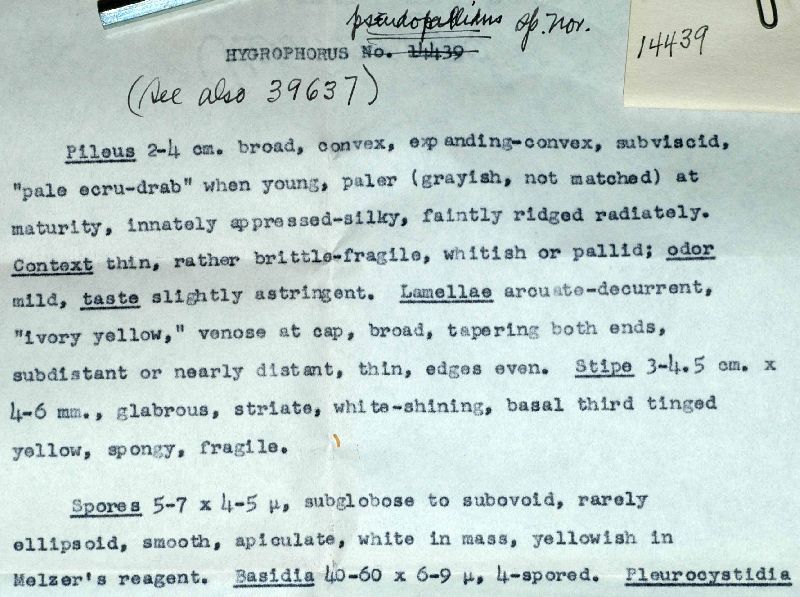 pseudopallidus sp. nov.
HYGROPHORUS No. 14439
14439
(See also 39637)
Pileus 2-4 cm. broad, convex, expanding-convex, subviscid,
"pale ecru-drab" when young, paler (grayish, not matched) at
maturity, innately appressed-silky, faintly ridged radiately.
Context thin, rather brittle-fragile, whitish or pallid; odor
mild, taste slightly astringent. Lamellae arcuate-decurrent,
"ivory yellow," venose at cap, broad, tapering both ends,
subdistant or nearly distant, thin, edges even. Stipe 3-4.5 cm. x
4-6 mm., glabrous, striate, white-shining, basal third tinged
yellow, spongy, fragile.
Spores 5-7 x 4-5 µ, subglobose to subovoid, rarely
ellipsoid, smooth, apiculate, white in mass, yellowish in
Melzer's reagent. Basidia 40-60 x 6-9 µ, 4-spored. Pleurocystidia